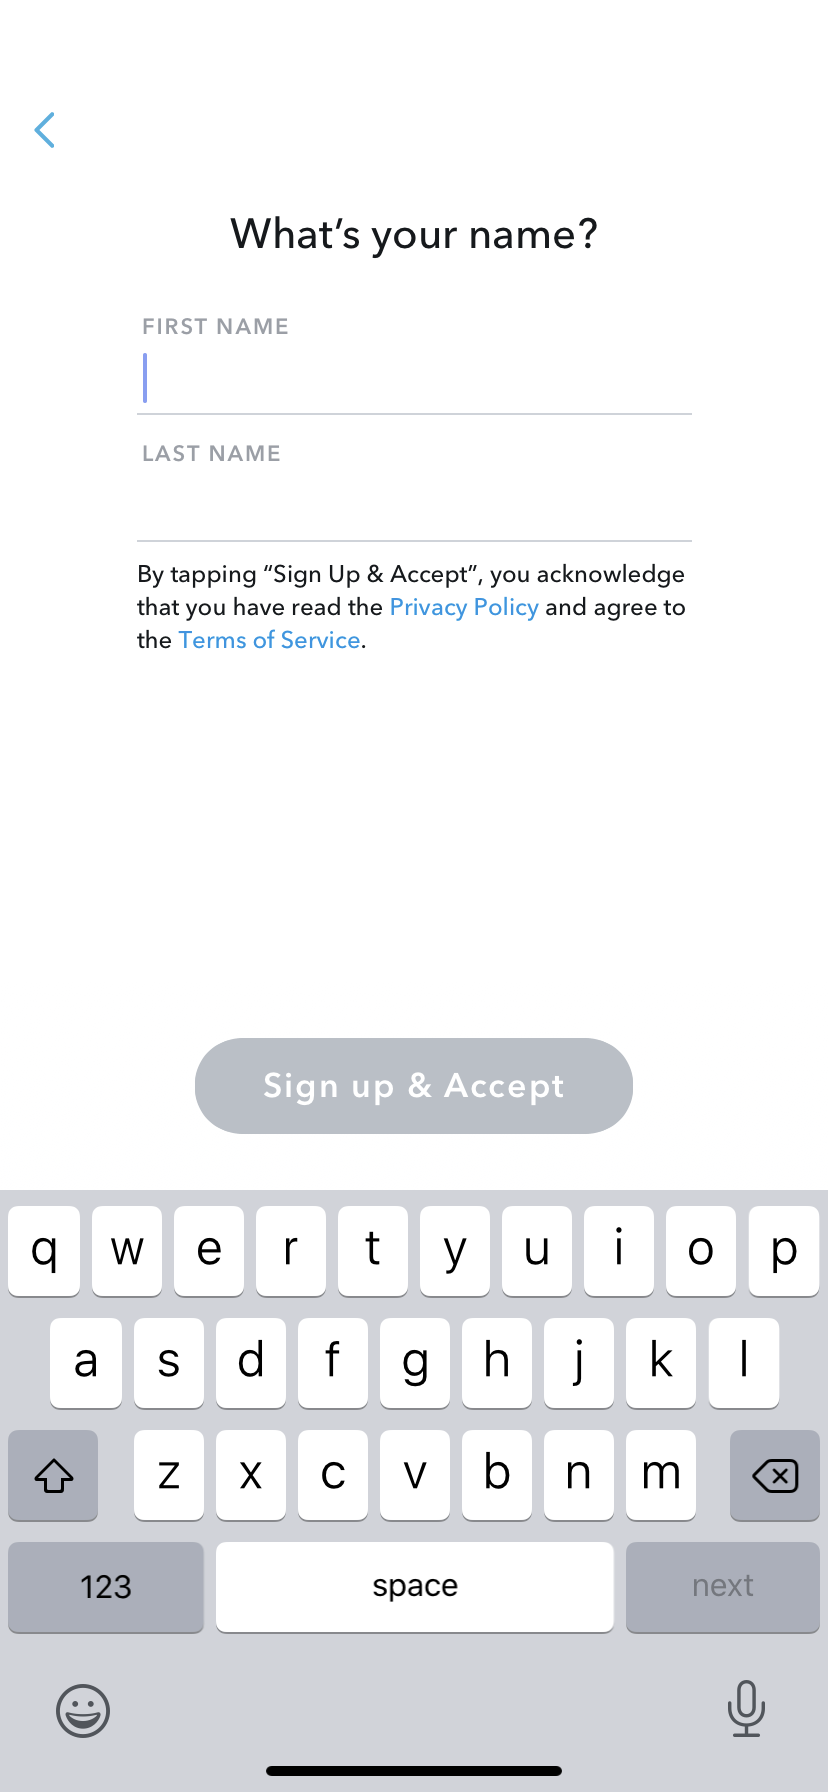 What’s your name?
FIRST NAME
LAST NAME
By tapping “Sign Up & Accept”, you acknowledge
that you have read the Privacy Policy and agree to
the Terms of Service.
Sign up & Accept
q w e r t y u i o p
a s d f g h j k l
z x c v b n m
123 space next